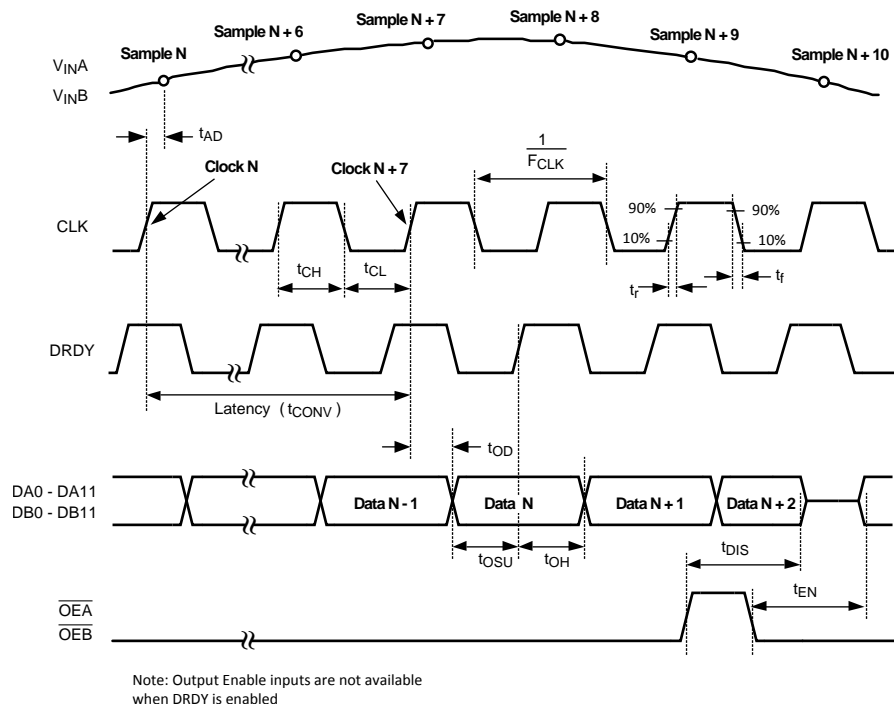 Sample N
Sample N + 6
Sample N + 7
Sample N + 8
Sample N + 9
Sample N + 10
VINA
VINB
tAD
Clock N
Clock N + 7
1
FCLK
CLK
90%
90%
10%
10%
tCH
tCL
tr
tf
DRDY
Latency ( tCONV )
tOD
DA0 - DA11
DB0 - DB11
Data N - 1
Data N
Data N + 1
Data N + 2
tOSU
tOH
tDIS
tEN
OEA
OEB
Note: Output Enable inputs are not available
when DRDY is enabled